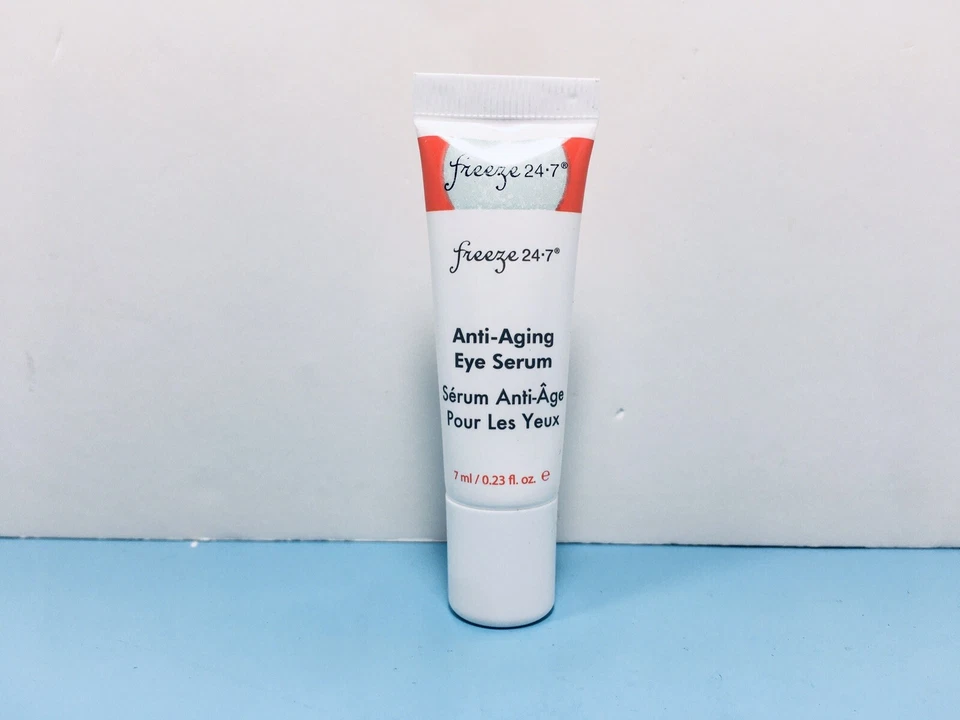 freeze 24·7®
freeze 24·7®
Anti-Aging
Eye Serum
Sérum Anti-Âge
Pour Les Yeux
7 ml / 0.23 fl. oz. ℮